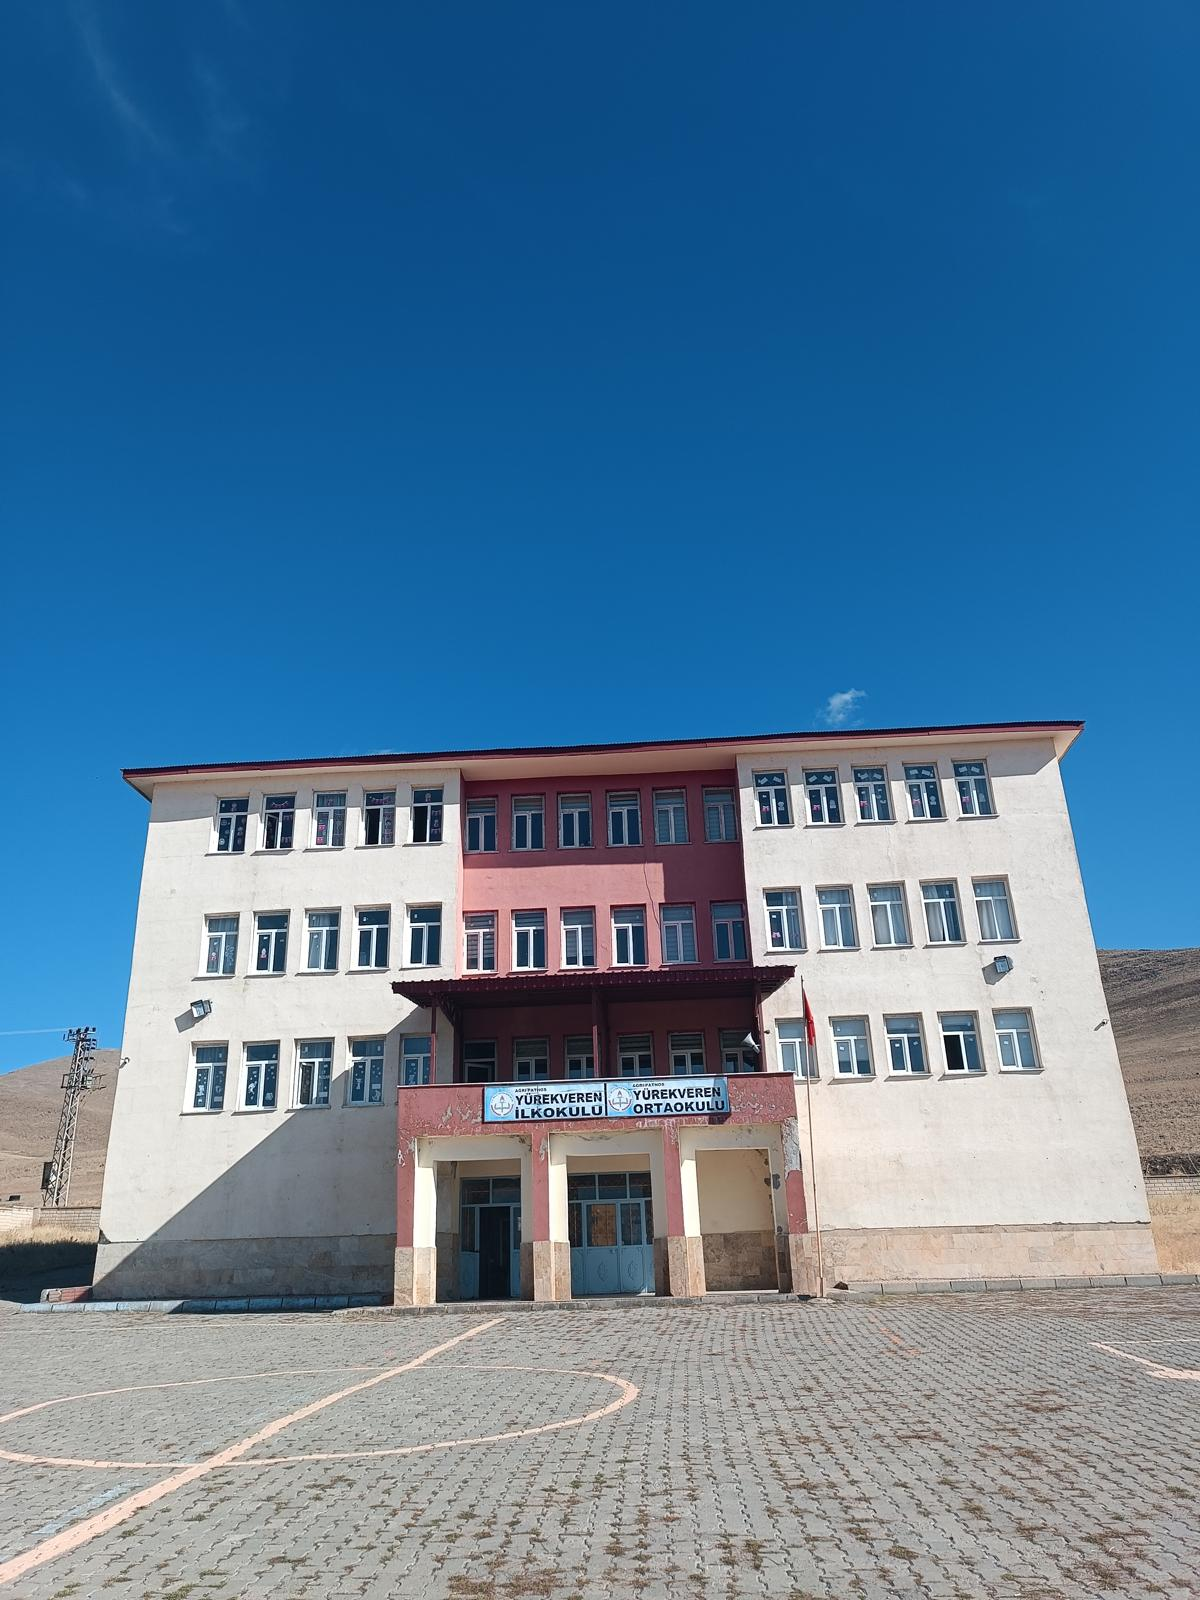 AĞRI/PATNOS
YÜREKVEREN
İLKOKULU
AĞRI/PATNOS
YÜREKVEREN
ORTAOKULU